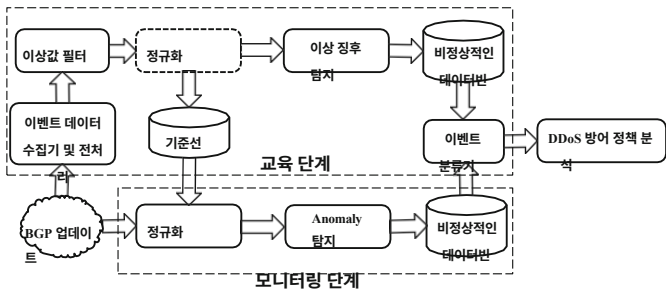 이상값 필터
정규화
이상 징후
탐지
비정상적인
데이터빈
이벤트 데이터
수집기 및 전처
리
기준선
이벤트
분류기
DDoS 방어 정책 분
석
교육 단계
BGP 업데이
트
정규화
Anomaly
탐지
비정상적인
데이터빈
모니터링 단계